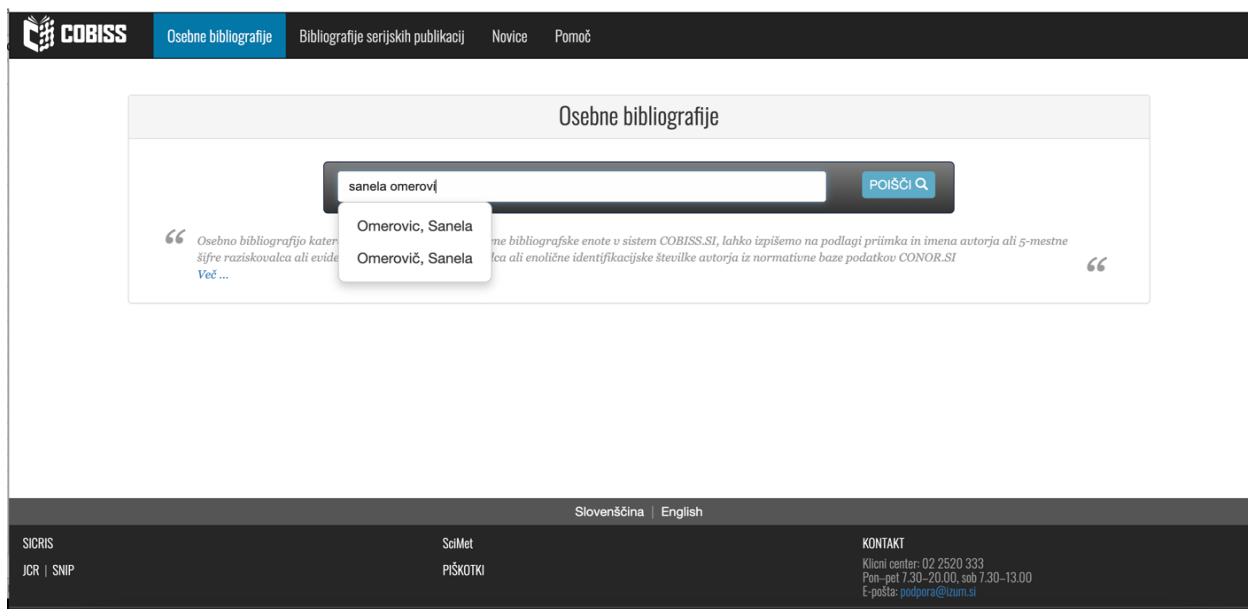 COBISS Osebne bibliografije Bibliografije serijskih publikacij Novice Pomoč
Osebne bibliografije
sanela omerovi POIŠČI
Omerovic, Sanela
Omerovič, Sanela
“ Osebno bibliografijo kater ne bibliografske enote v sistem COBISS.SI, lahko izpišemo na podlagi priimka in imena avtorja ali 5-mestne
šifre raziskovalca ali evide lca ali enolične identifikacijske številke avtorja iz normativne baze podatkov CONOR.SI “
Več ...
Slovenščina | English
SICRIS
JCR | SNIP
SciMet
PIŠKOTKI
KONTAKT
Klicni center: 02 2520 333
Pon–pet 7.30–20.00, sob 7.30–13.00
E-pošta: podpora@izum.si